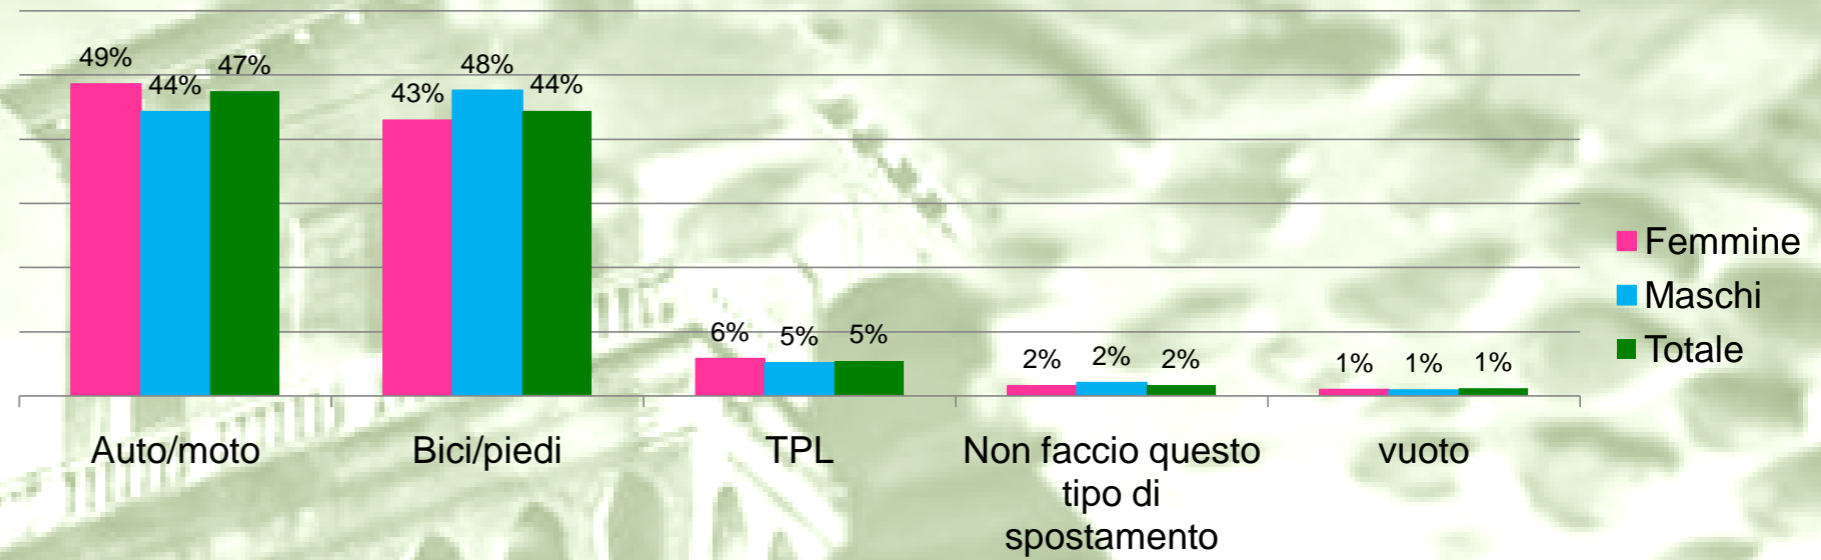 49%
44%
47%
43%
48%
44%
6%
5%
5%
2%
2%
2%
1%
1%
1%
Femmine
Maschi
Totale
Auto/moto
Bici/piedi
TPL
Non faccio questo
tipo di
spostamento
vuoto